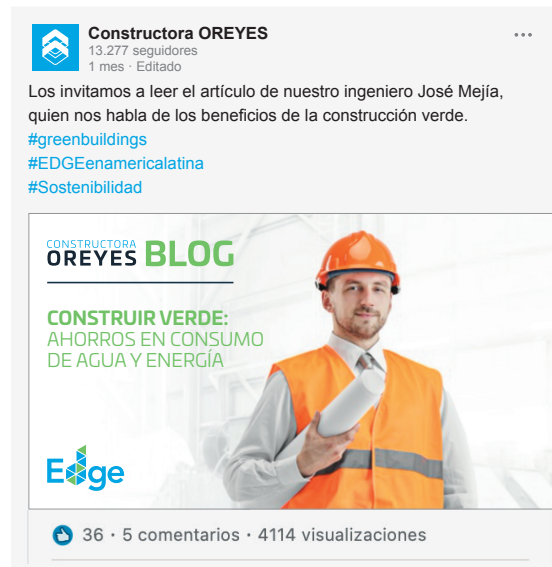 Constructora OREYES
13.277 seguidores
1 mes · Editado
Los invitamos a leer el artículo de nuestro ingeniero José Mejía,
quien nos habla de los beneficios de la construcción verde.
#greenbuildings
#EDGEenamericalatina
#Sostenibilidad
CONSTRUCTORA
OREYES BLOG
CONSTRUIR VERDE:
AHORROS EN CONSUMO
DE AGUA Y ENERGÍA
Edge
36 · 5 comentarios · 4114 visualizaciones